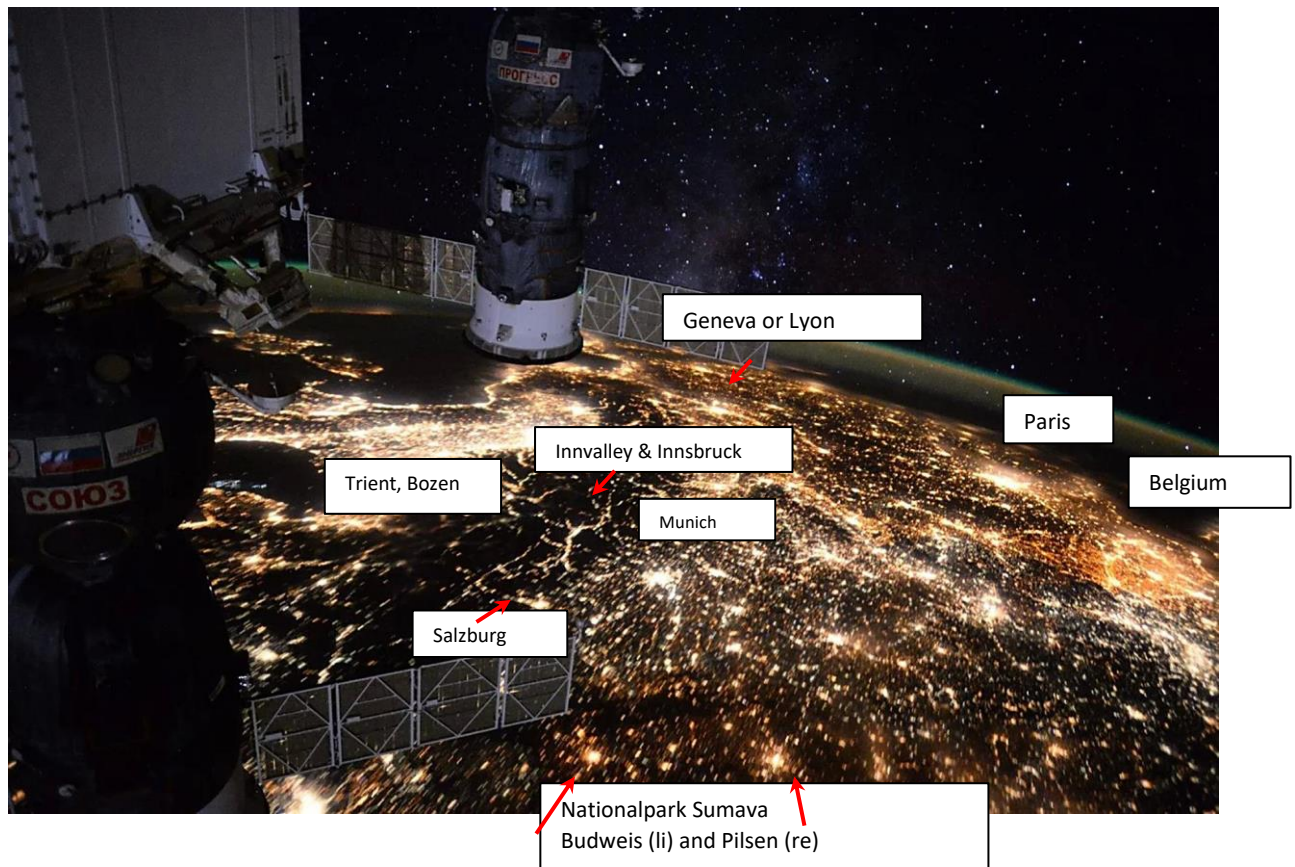 ПРОГРЕСС
Geneva or Lyon
Paris
Innvalley & Innsbruck
Trient, Bozen
Belgium
СОЮЗ
Munich
Salzburg
Nationalpark Sumava
Budweis (li) and Pilsen (re)